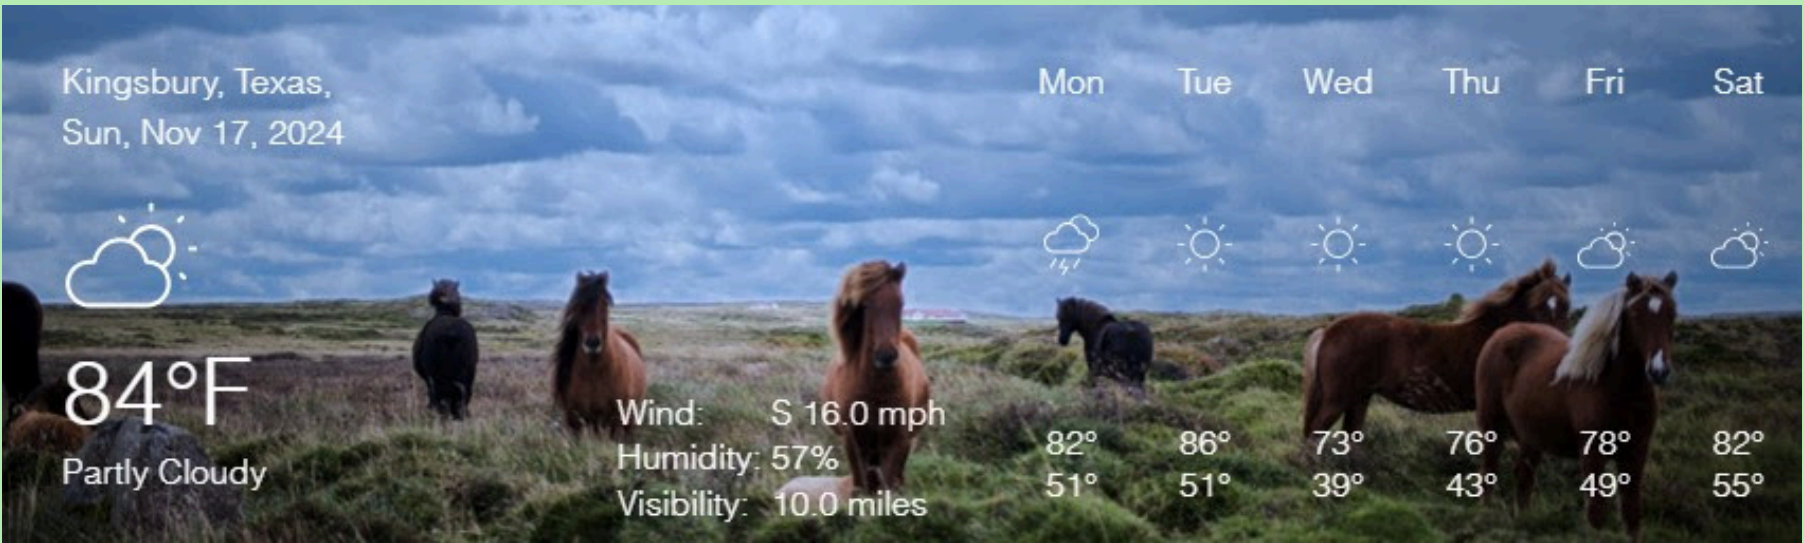 Kingsbury, Texas,
Sun, Nov 17, 2024
84°F
Partly Cloudy
Wind: S 16.0 mph
Humidity: 57%
Visibility: 10.0 miles
Mon Tue Wed Thu Fri Sat
82° 86° 73° 76° 78° 82°
51° 51° 39° 43° 49° 55°